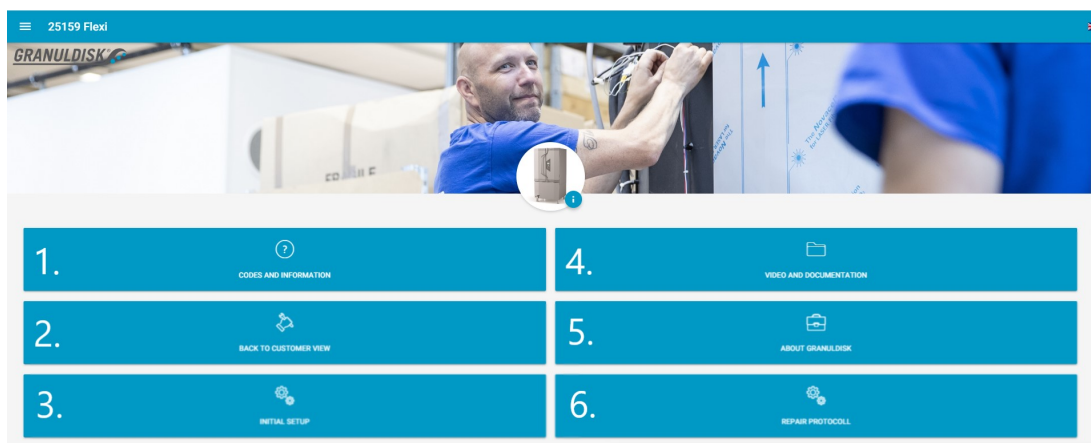 25159 Flexi
GRANULDISK
FRAGILE
1.
CODES AND INFORMATION
2.
BACK TO CUSTOMER VIEW
3.
INITIAL SETUP
4.
VIDEO AND DOCUMENTATION
5.
ABOUT GRANULDISK
6.
REPAIR PROTOCOLL